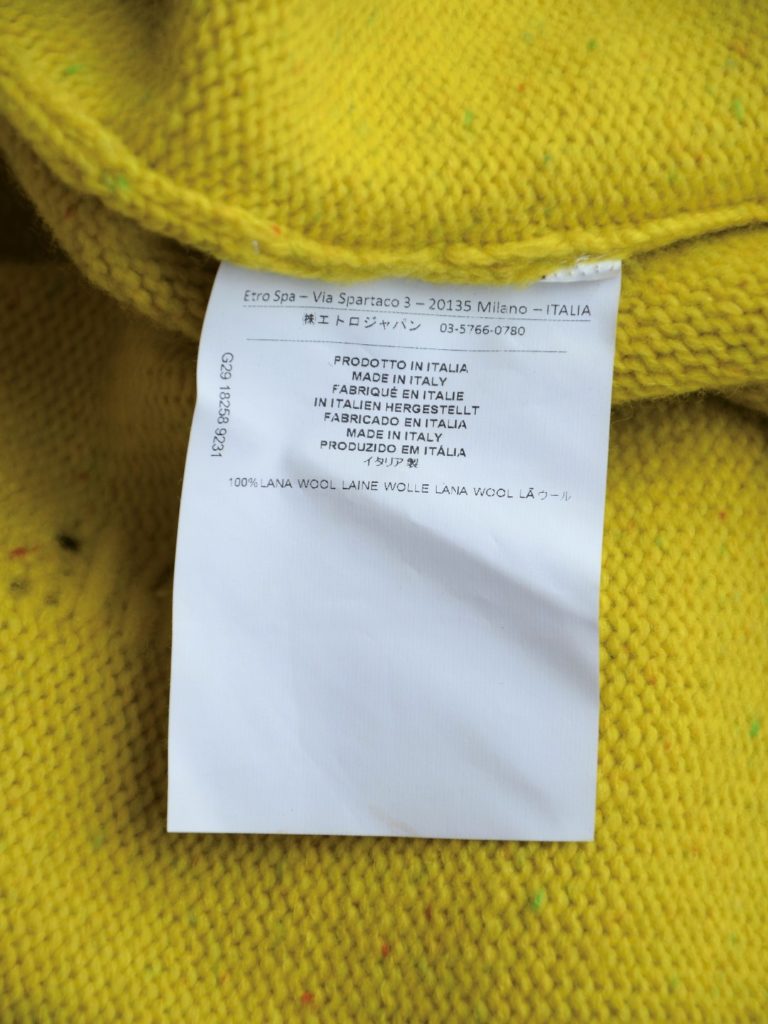 Etro Spa – Via Spartaco 3 – 20135 Milano – ITALIA
㈱エトロジャパン 03-5766-0780
PRODOTTO IN ITALIA
MADE IN ITALY
FABRIQUÉ EN ITALIE
IN ITALIEN HERGESTELLT
FABRICADO EN ITALIA
MADE IN ITALY
PRODUZIDO EM ITÁLIA
イタリア製
G29 18258 9231
100%LANA WOOL LAINE WOLLE LANA WOOL LÃ ウール